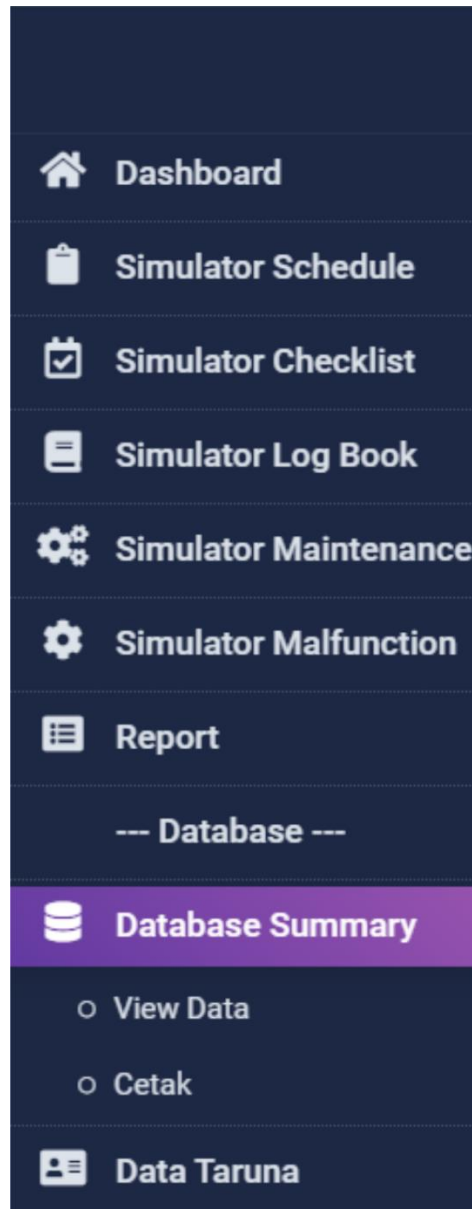 Dashboard
Simulator Schedule
Simulator Checklist
Simulator Log Book
Simulator Maintenance
Simulator Malfunction
Report
--- Database ---
Database Summary
View Data
Cetak
Data Taruna